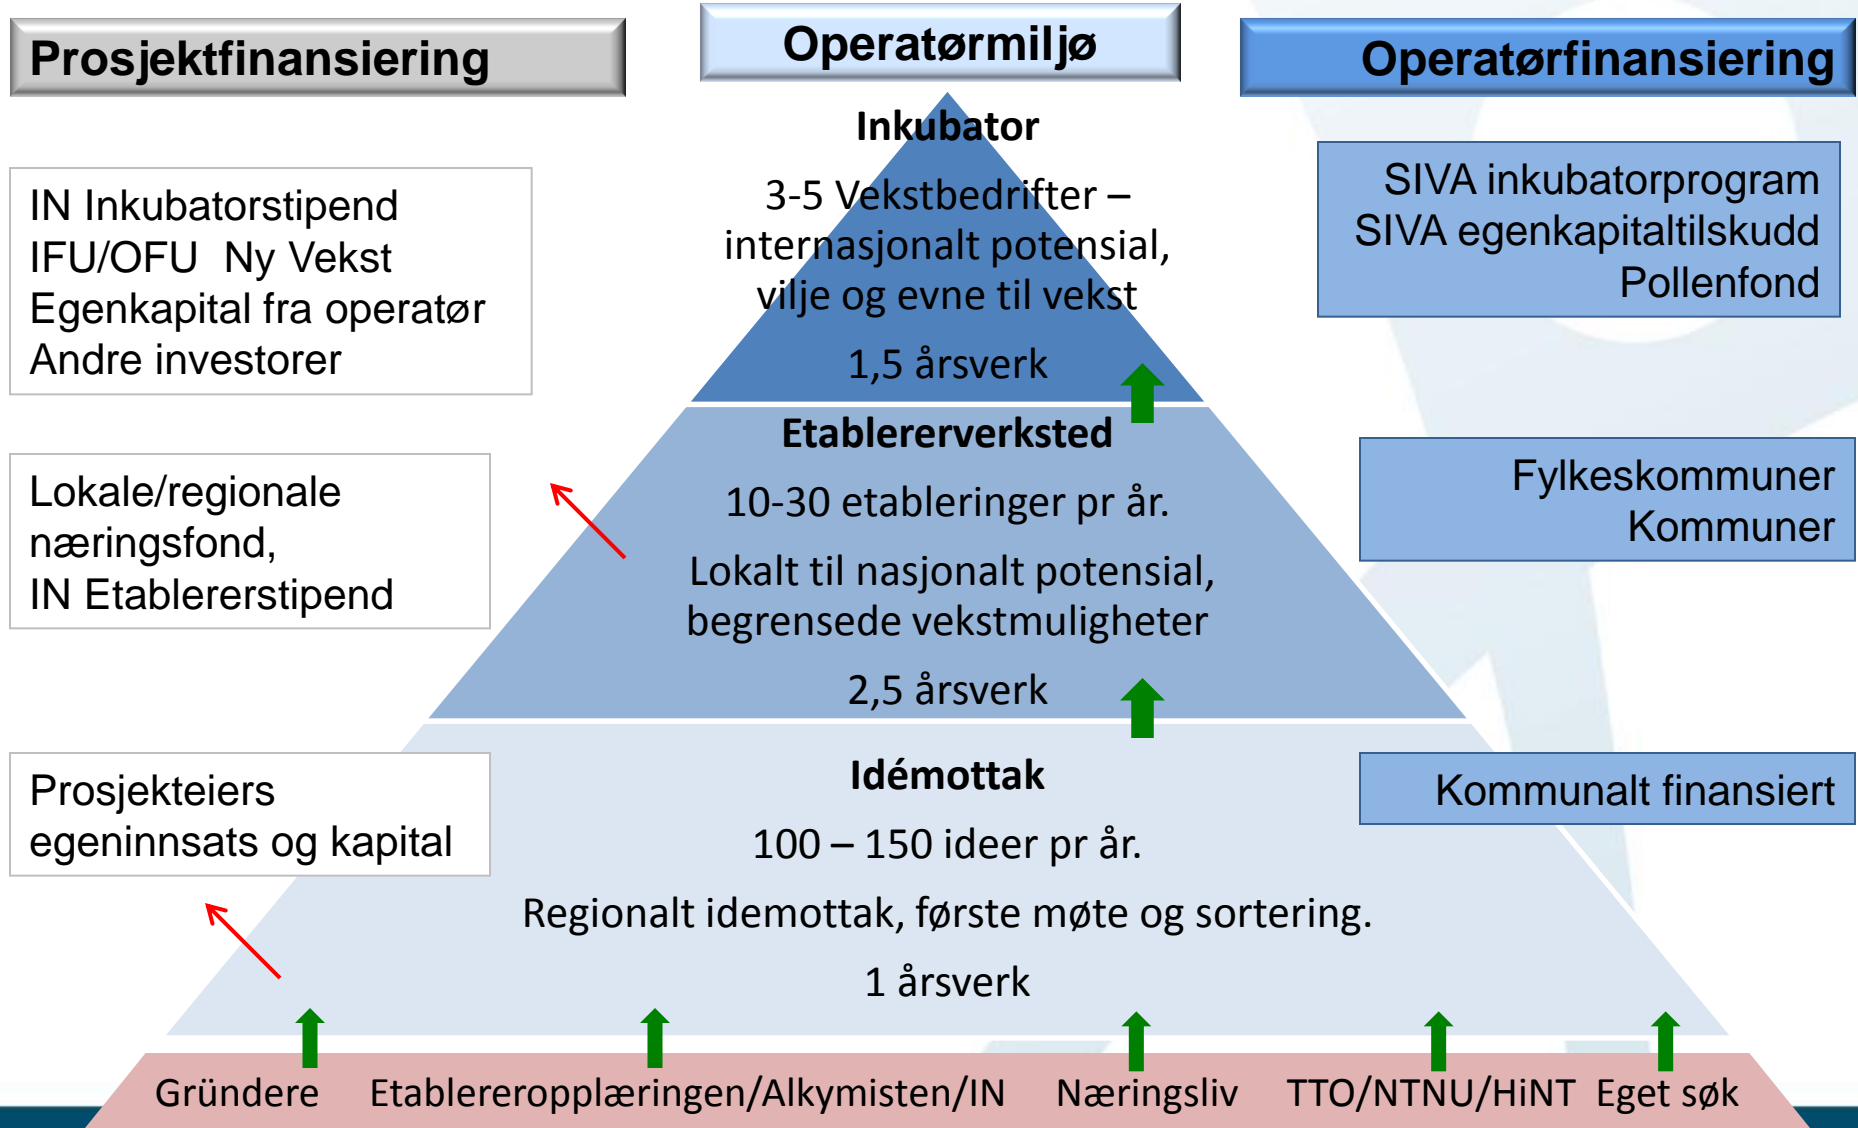 Prosjektfinansiering
Operatørmiljø
Operatørfinansiering
IN Inkubatorstipend
IFU/OFU  Ny Vekst
Egenkapital fra operatør
Andre investorer
Inkubator
3-5 Vekstbedrifter –
internasjonalt potensial,
vilje og evne til vekst
1,5 årsverk
SIVA inkubatorprogram
SIVA egenkapitaltilskudd
Pollenfond
Lokale/regionale
næringsfond,
IN Etablererstipend
Etablererverksted
10-30 etableringer pr år.
Lokalt til nasjonalt potensial,
begrensede vekstmuligheter
2,5 årsverk
Fylkeskommuner
Kommuner
Prosjekteiers
egeninnsats og kapital
Idémottak
100 – 150 ideer pr år.
Regionalt idemottak, første møte og sortering.
1 årsverk
Kommunalt finansiert
Gründere
Etablereropplæringen/Alkymisten/IN
Næringsliv
TTO/NTNU/HiNT
Eget søk